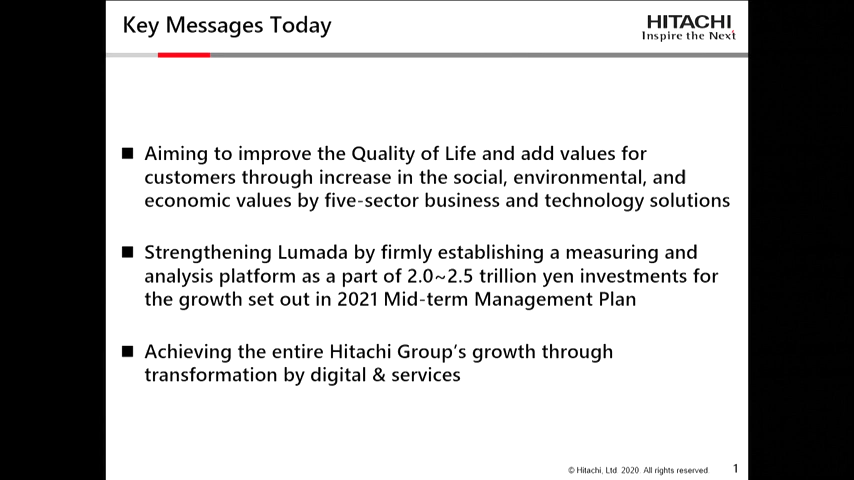 Key Messages Today
HITACHI
Inspire the Next
■ Aiming to improve the Quality of Life and add values for
customers through increase in the social, environmental, and
economic values by five-sector business and technology solutions
■ Strengthening Lumada by firmly establishing a measuring and
analysis platform as a part of 2.0~2.5 trillion yen investments for
the growth set out in 2021 Mid-term Management Plan
■ Achieving the entire Hitachi Group's growth through
transformation by digital & services
© Hitachi, Ltd. 2020. All rights reserved.
1